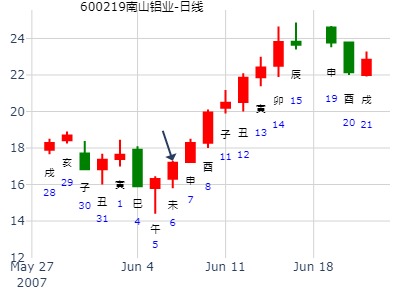 600219南山铝业-日线
24
22
20
18
16
14
12
戌
28
亥
29
子
30
丑
31
寅
1
巳
4
午
5
未
6
申
7
酉
8
子
11
丑
12
寅
13
卯
14
辰
15
申
19
酉
20
戌
21
May 27
2007
Jun 4
Jun 11
Jun 18